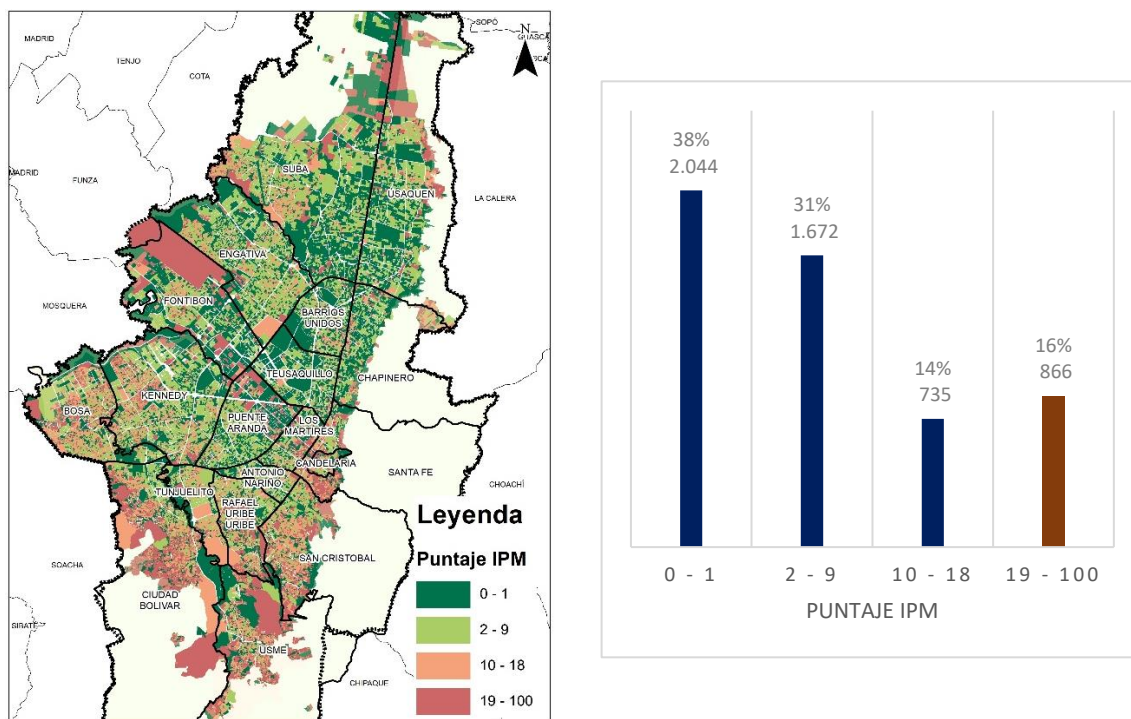 SOPÓ
MADRID
N
GUASCA
TENJO
COTA
SUBA
MADRID
FUNZA
USAQUEN
LA CALERA
ENGATIVA
MOSQUERA
FONTIBON
BARRIOS
UNIDOS
TEUSAQUILLO
CHAPINERO
KENNEDY
BOSA
PUENTE
ARANDA
LOS
MARTIRES
CANDELARIA
SANTA FE
ANTONIO
NARIÑO
CHOACHÍ
TUNJUELITO
RAFAEL
URIBE
URIBE
SAN CRISTOBAL
SOACHA
CIUDAD
BOLIVAR
USME
SIBATE
CHIPAQUE
Leyenda
Puntaje IPM
0 - 1
2 - 9
10 - 18
19 - 100
38%
2.044
31%
1.672
14%
735
16%
866
0 - 1
2 - 9
10 - 18
19 - 100
PUNTAJE IPM